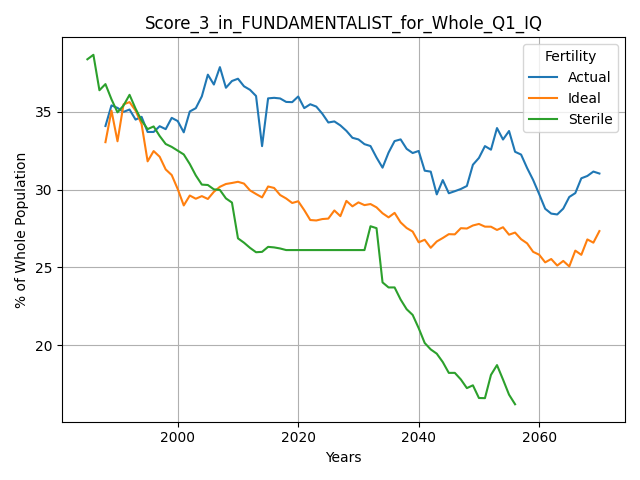 Score_3_in_FUNDAMENTALIST_for_Whole_Q1_IQ
Fertility
Actual
Ideal
Sterile
% of Whole Population
35
30
25
20
2000
2020
2040
2060
Years